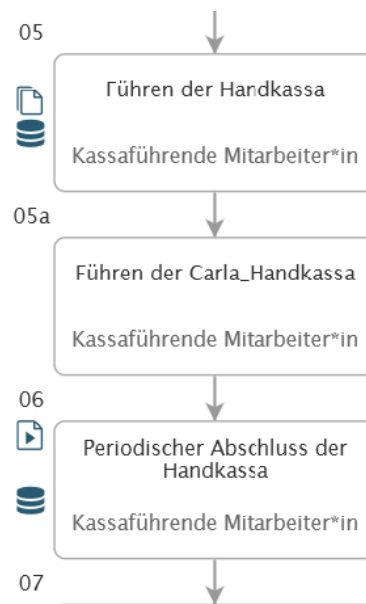 05
Führen der Handkassa
Kassaführende Mitarbeiter*in
05a
Führen der Carla_Handkassa
Kassaführende Mitarbeiter*in
06
Periodischer Abschluss der
Handkassa
Kassaführende Mitarbeiter*in
07